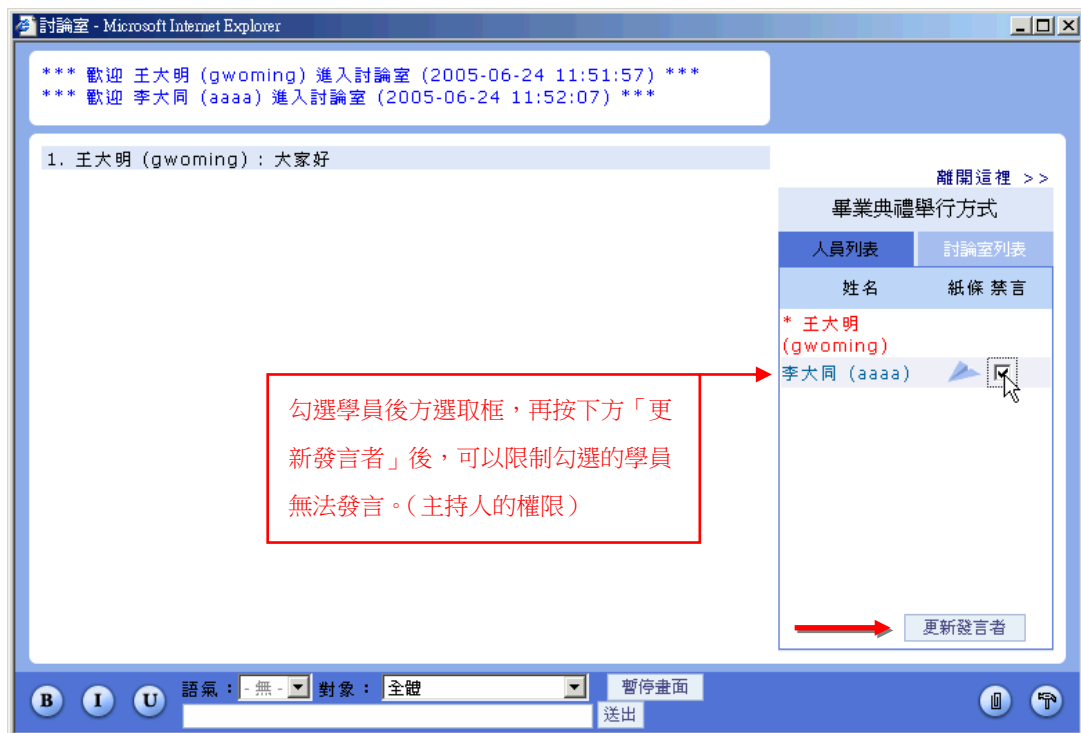 討論室 - Microsoft Internet Explorer
*** 歡迎 王大明 (gwoming) 進入討論室 (2005-06-24 11:51:57) ***
*** 歡迎 李大同 (aaaa) 進入討論室 (2005-06-24 11:52:07) ***
1. 王大明 (gwoming) : 大家好
離開這裡 >>
畢業典禮舉行方式
人員列表 討論室列表
姓名 紙條 禁言
* 王大明
(gwoming)
李大同 (aaaa)
勾選學員後方選取框，再按下方「更
新發言者」後，可以限制勾選的學員
無法發言。(主持人的權限)
更新發言者
B I U 語氣： - 無 - 對象： 全體 暫停畫面
送出